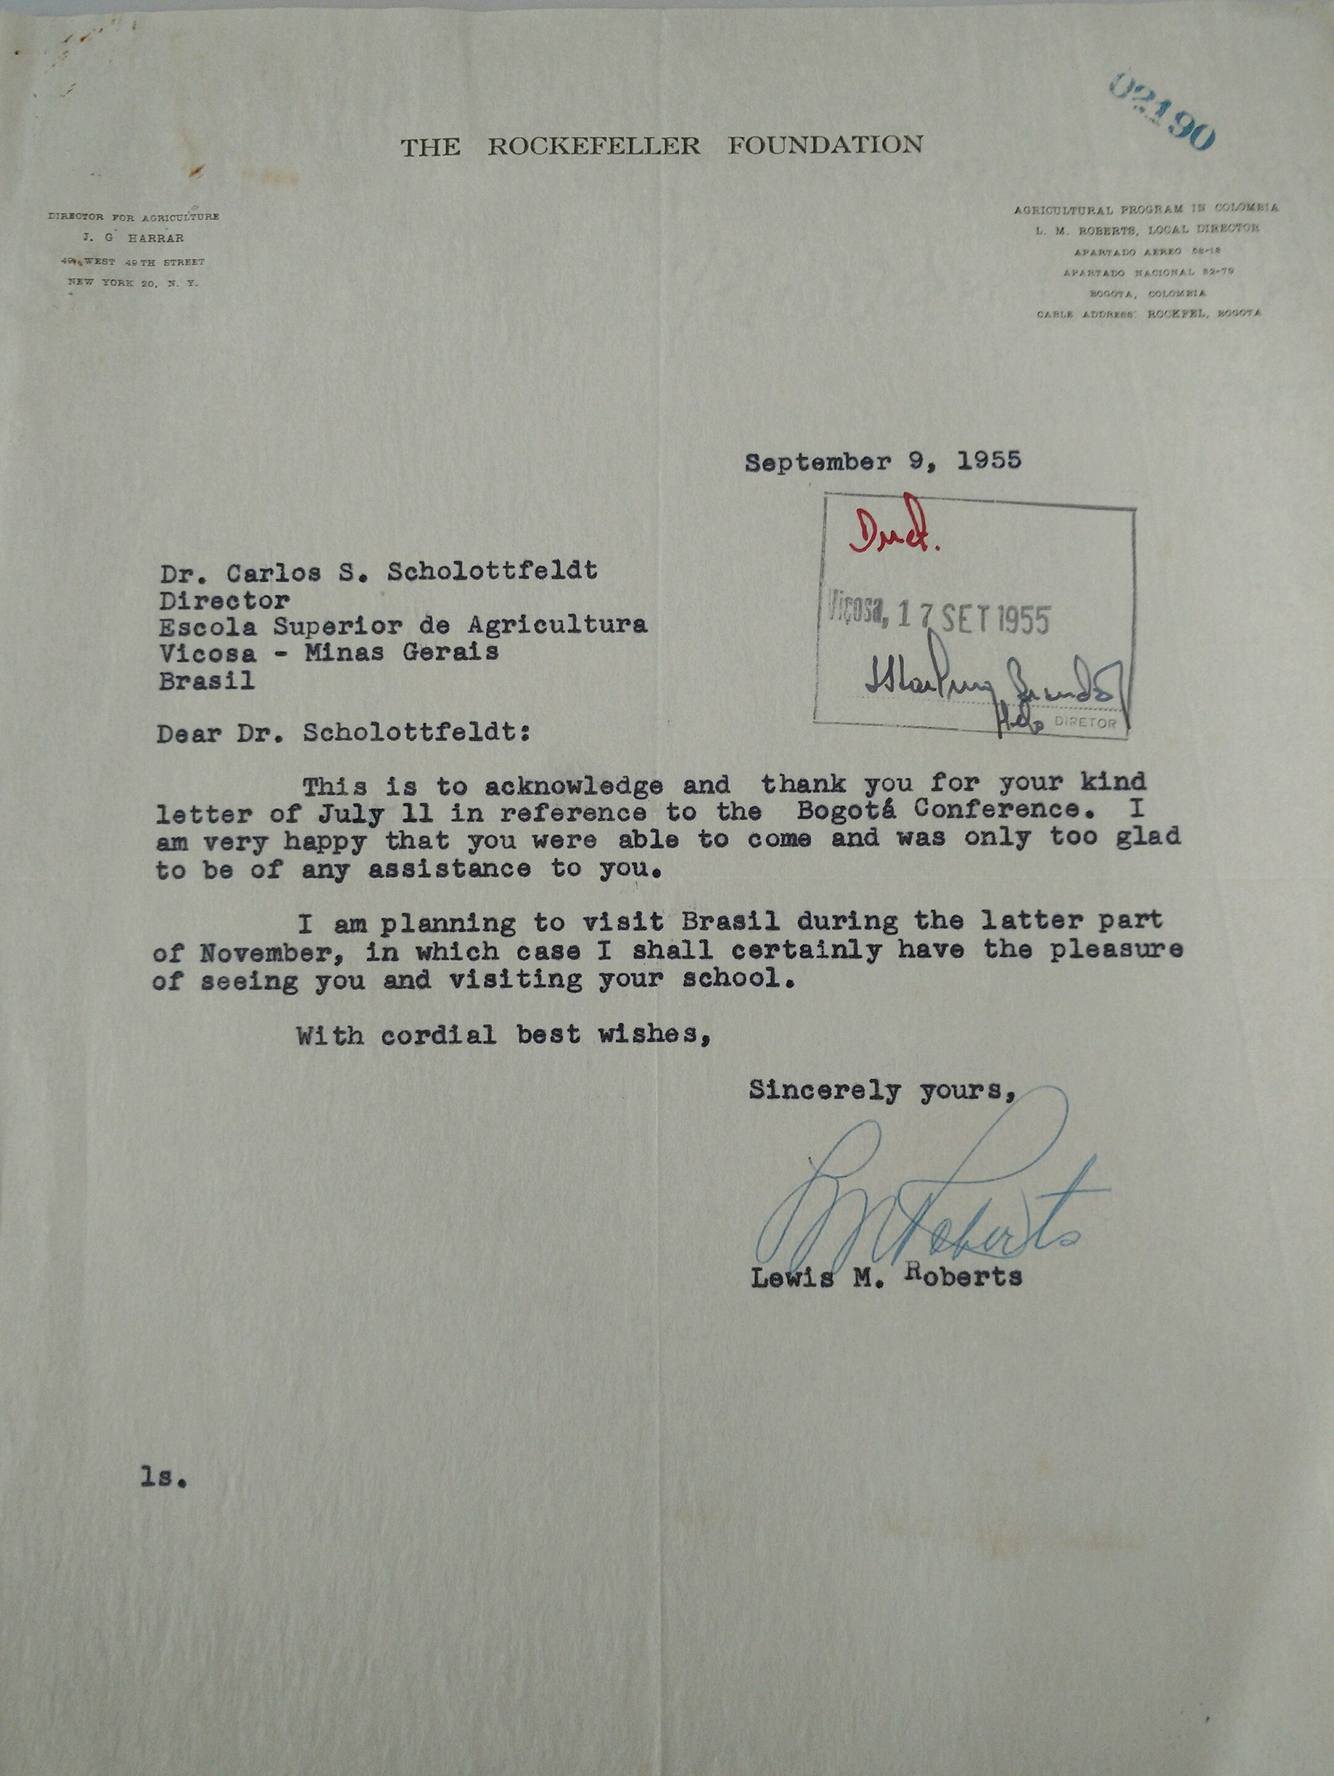 02190
THE ROCKEFELLER FOUNDATION
DIRECTOR FOR AGRICULTURE
J. G HARRAR
49 WEST 49TH STREET
NEW YORK 20, N. Y.
AGRICULTURAL PROGRAM IN COLOMBIA
L. M. ROBERTS, LOCAL DIRECTOR
APARTADO AEREO 58-13
APARTADO NACIONAL 52-79
BOGOTA, COLOMBIA
CABLE ADDRESS: ROCKFEL, BOGOTA
September 9, 1955
Viçosa, 17 SET 1955
DIRETOR
Dr. Carlos S. Scholottfeldt
Director
Escola Superior de Agricultura
Vicosa - Minas Gerais
Brasil
Dear Dr. Scholottfeldt:
This is to acknowledge and thank you for your kind
letter of July 11 in reference to the Bogotá Conference. I
am very happy that you were able to come and was only too glad
to be of any assistance to you.
I am planning to visit Brasil during the latter part
of November, in which case I shall certainly have the pleasure
of seeing you and visiting your school.
With cordial best wishes,
Sincerely yours,
LM Roberts
Lewis M. Roberts
ls.